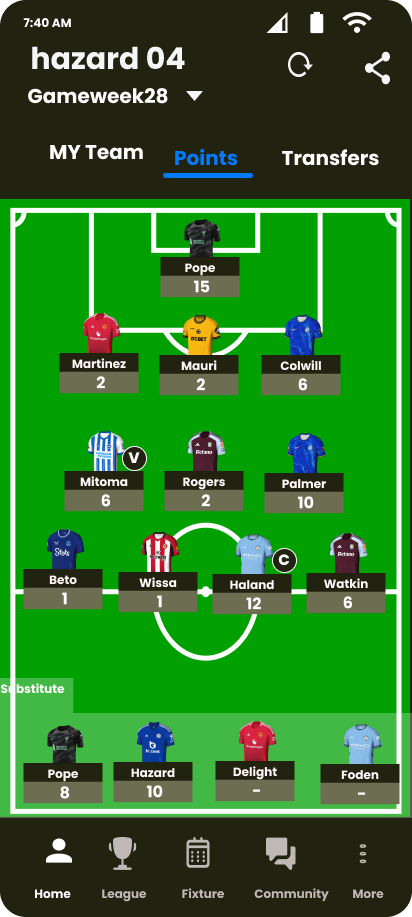 7:40 AM
hazard 04
Gameweek28
MY Team Points Transfers
Pope
15
Martinez Mauri Colwill
2 2 6
V
Mitoma Rogers Palmer
6 2 10
C
Beto Wissa Haland Watkin
1 1 12 6
Substitute
Pope Hazard Delight Foden
8 10 - -
Home League Fixture Community More